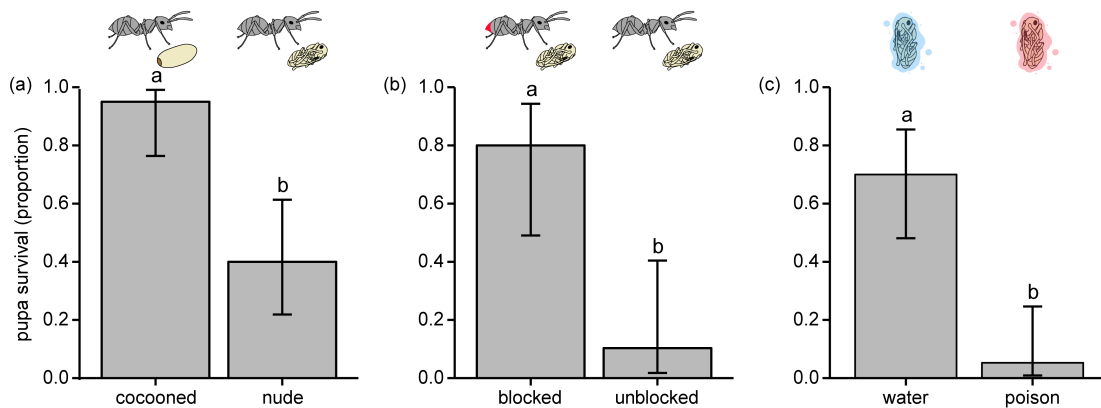 (a)
pupa survival (proportion)
1.0
0.8
0.6
0.4
0.2
0.0
a
b
cocooned
nude
(b)
1.0
0.8
0.6
0.4
0.2
0.0
a
b
blocked
unblocked
(c)
1.0
0.8
0.6
0.4
0.2
0.0
a
b
water
poison